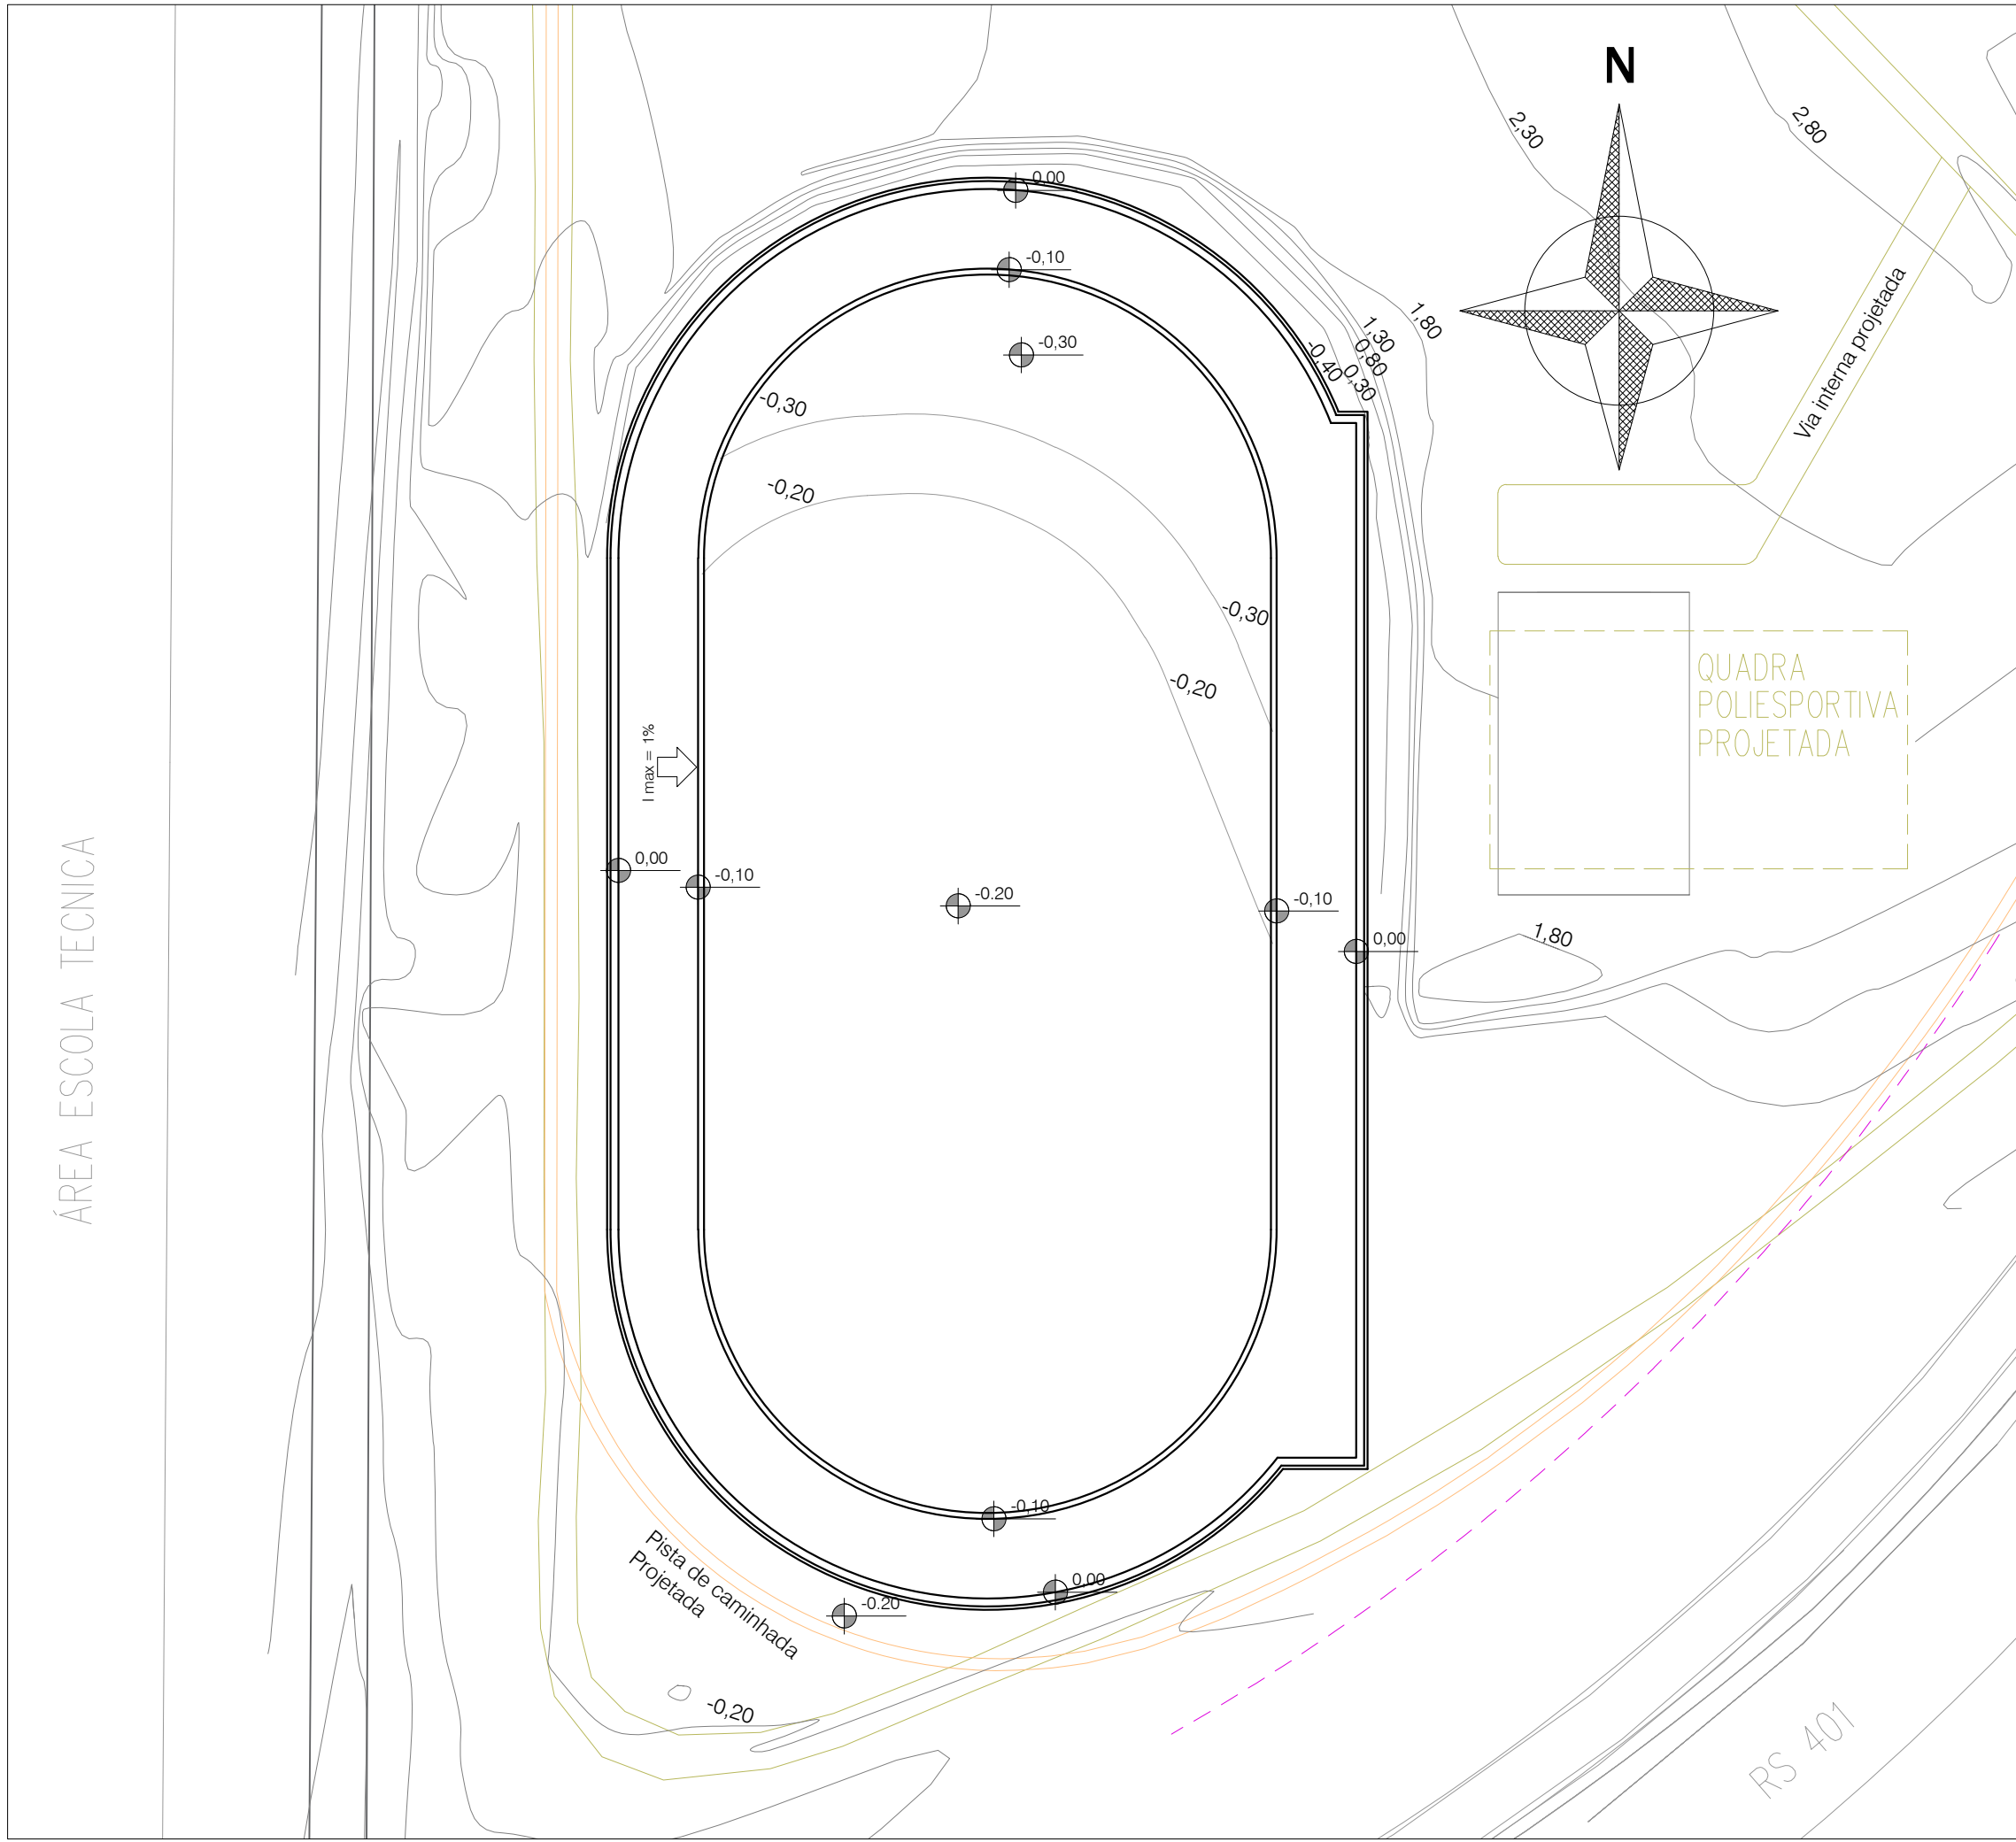 N
2,30
2,80
0,00
-0,10
-0,30
1,80
1,30
0,80
0,30
-0,40
Via interna projetada
-0,30
-0,20
-0,30
-0,20
QUADRA
POLIESPORTIVA
PROJETADA
I max = 1%
0,00
-0,10
-0.20
-0,10
0,00
1,80
ÁREA ESCOLA TECNICA
-0,10
0,00
-0.20
Pista de caminhada
Projetada
-0,20
RS 401